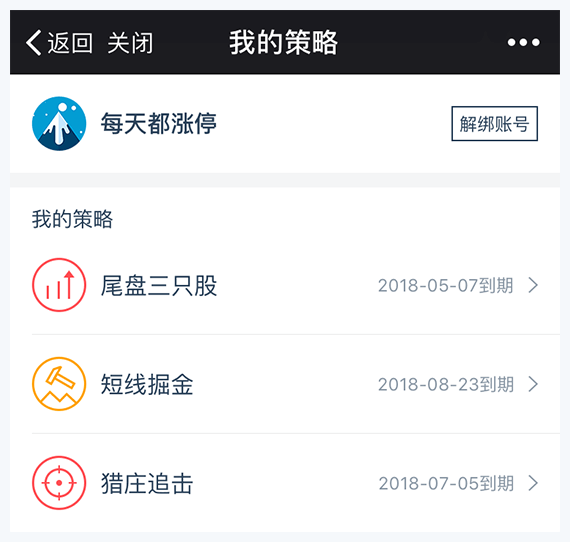 返回 关闭 我的策略
每天都涨停 解绑账号
我的策略
尾盘三只股 2018-05-07到期
短线掘金 2018-08-23到期
猎庄追击 2018-07-05到期